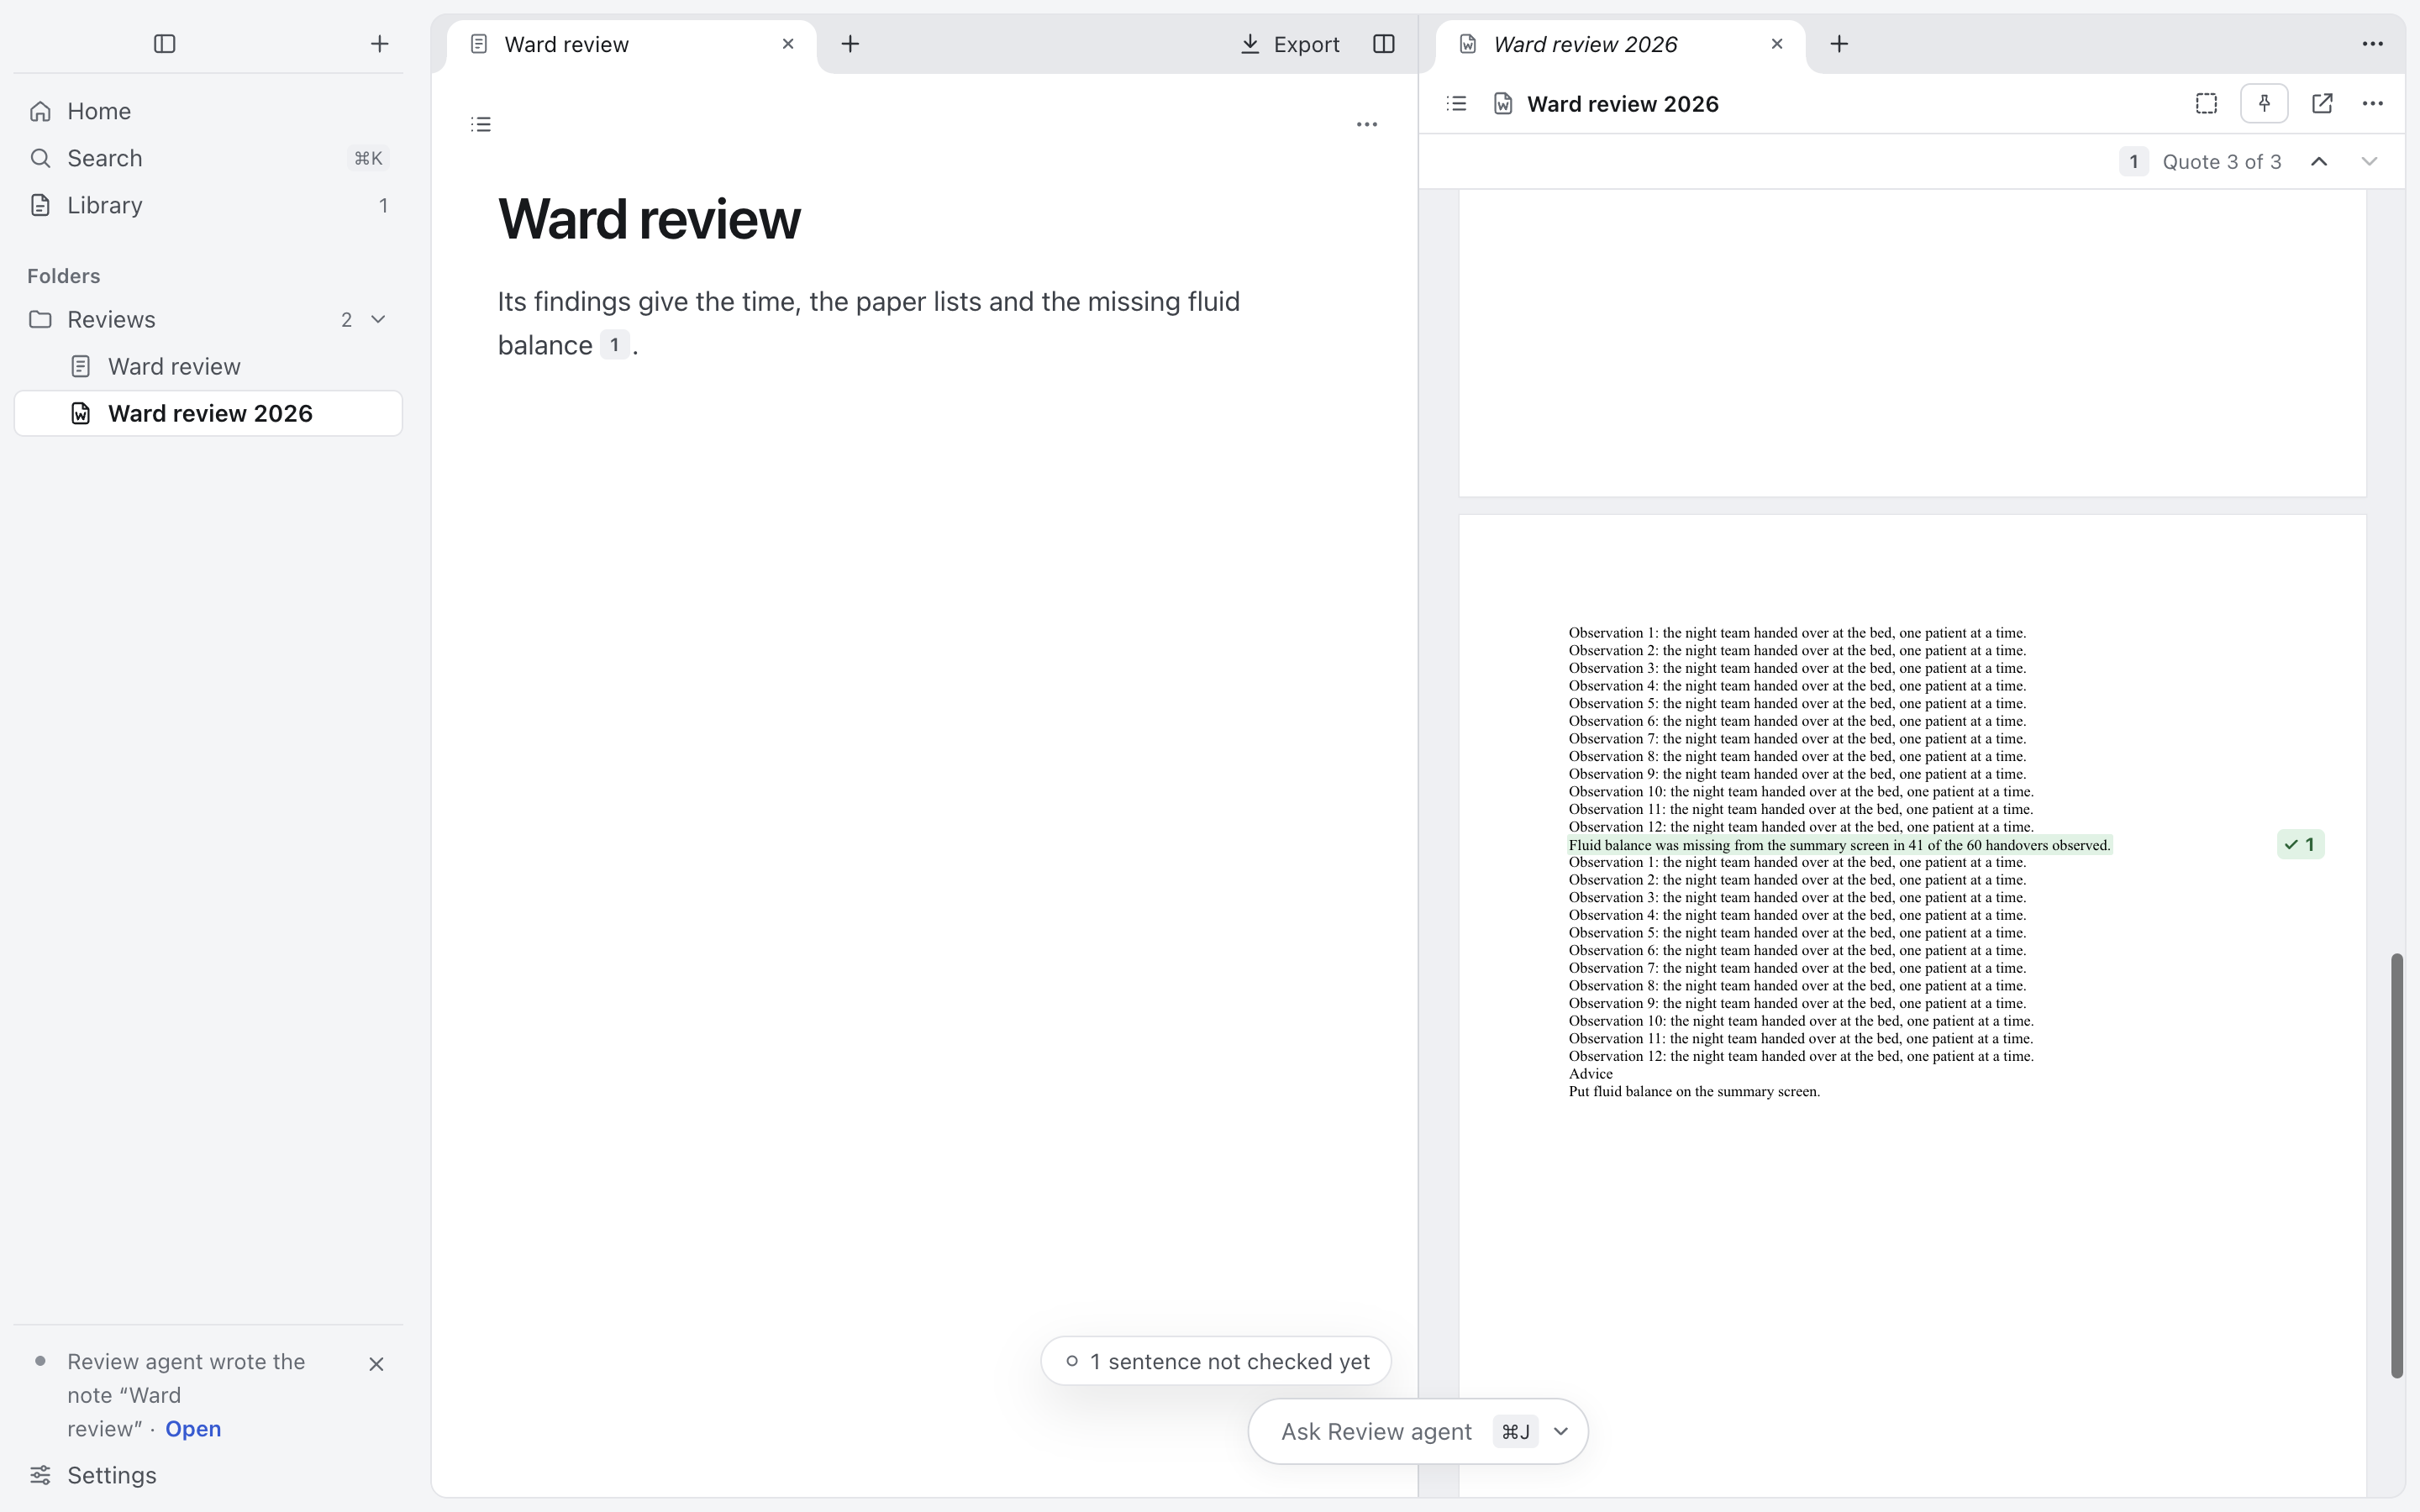 Home
Search ⌘K
Library 1
Folders
Reviews 2
Ward review
Ward review 2026
Review agent wrote the
note “Ward
review” · Open
Settings
Ward review
Export
Ward review
Its findings give the time, the paper lists and the missing fluid
balance 1.
1 sentence not checked yet
Ask Review agent ⌘J
Ward review 2026
Ward review 2026
1 Quote 3 of 3
Observation 1: the night team handed over at the bed, one patient at a time.
Observation 2: the night team handed over at the bed, one patient at a time.
Observation 3: the night team handed over at the bed, one patient at a time.
Observation 4: the night team handed over at the bed, one patient at a time.
Observation 5: the night team handed over at the bed, one patient at a time.
Observation 6: the night team handed over at the bed, one patient at a time.
Observation 7: the night team handed over at the bed, one patient at a time.
Observation 8: the night team handed over at the bed, one patient at a time.
Observation 9: the night team handed over at the bed, one patient at a time.
Observation 10: the night team handed over at the bed, one patient at a time.
Observation 11: the night team handed over at the bed, one patient at a time.
Observation 12: the night team handed over at the bed, one patient at a time.
Fluid balance was missing from the summary screen in 41 of the 60 handovers observed. 1
Observation 1: the night team handed over at the bed, one patient at a time.
Observation 2: the night team handed over at the bed, one patient at a time.
Observation 3: the night team handed over at the bed, one patient at a time.
Observation 4: the night team handed over at the bed, one patient at a time.
Observation 5: the night team handed over at the bed, one patient at a time.
Observation 6: the night team handed over at the bed, one patient at a time.
Observation 7: the night team handed over at the bed, one patient at a time.
Observation 8: the night team handed over at the bed, one patient at a time.
Observation 9: the night team handed over at the bed, one patient at a time.
Observation 10: the night team handed over at the bed, one patient at a time.
Observation 11: the night team handed over at the bed, one patient at a time.
Observation 12: the night team handed over at the bed, one patient at a time.
Advice
Put fluid balance on the summary screen.